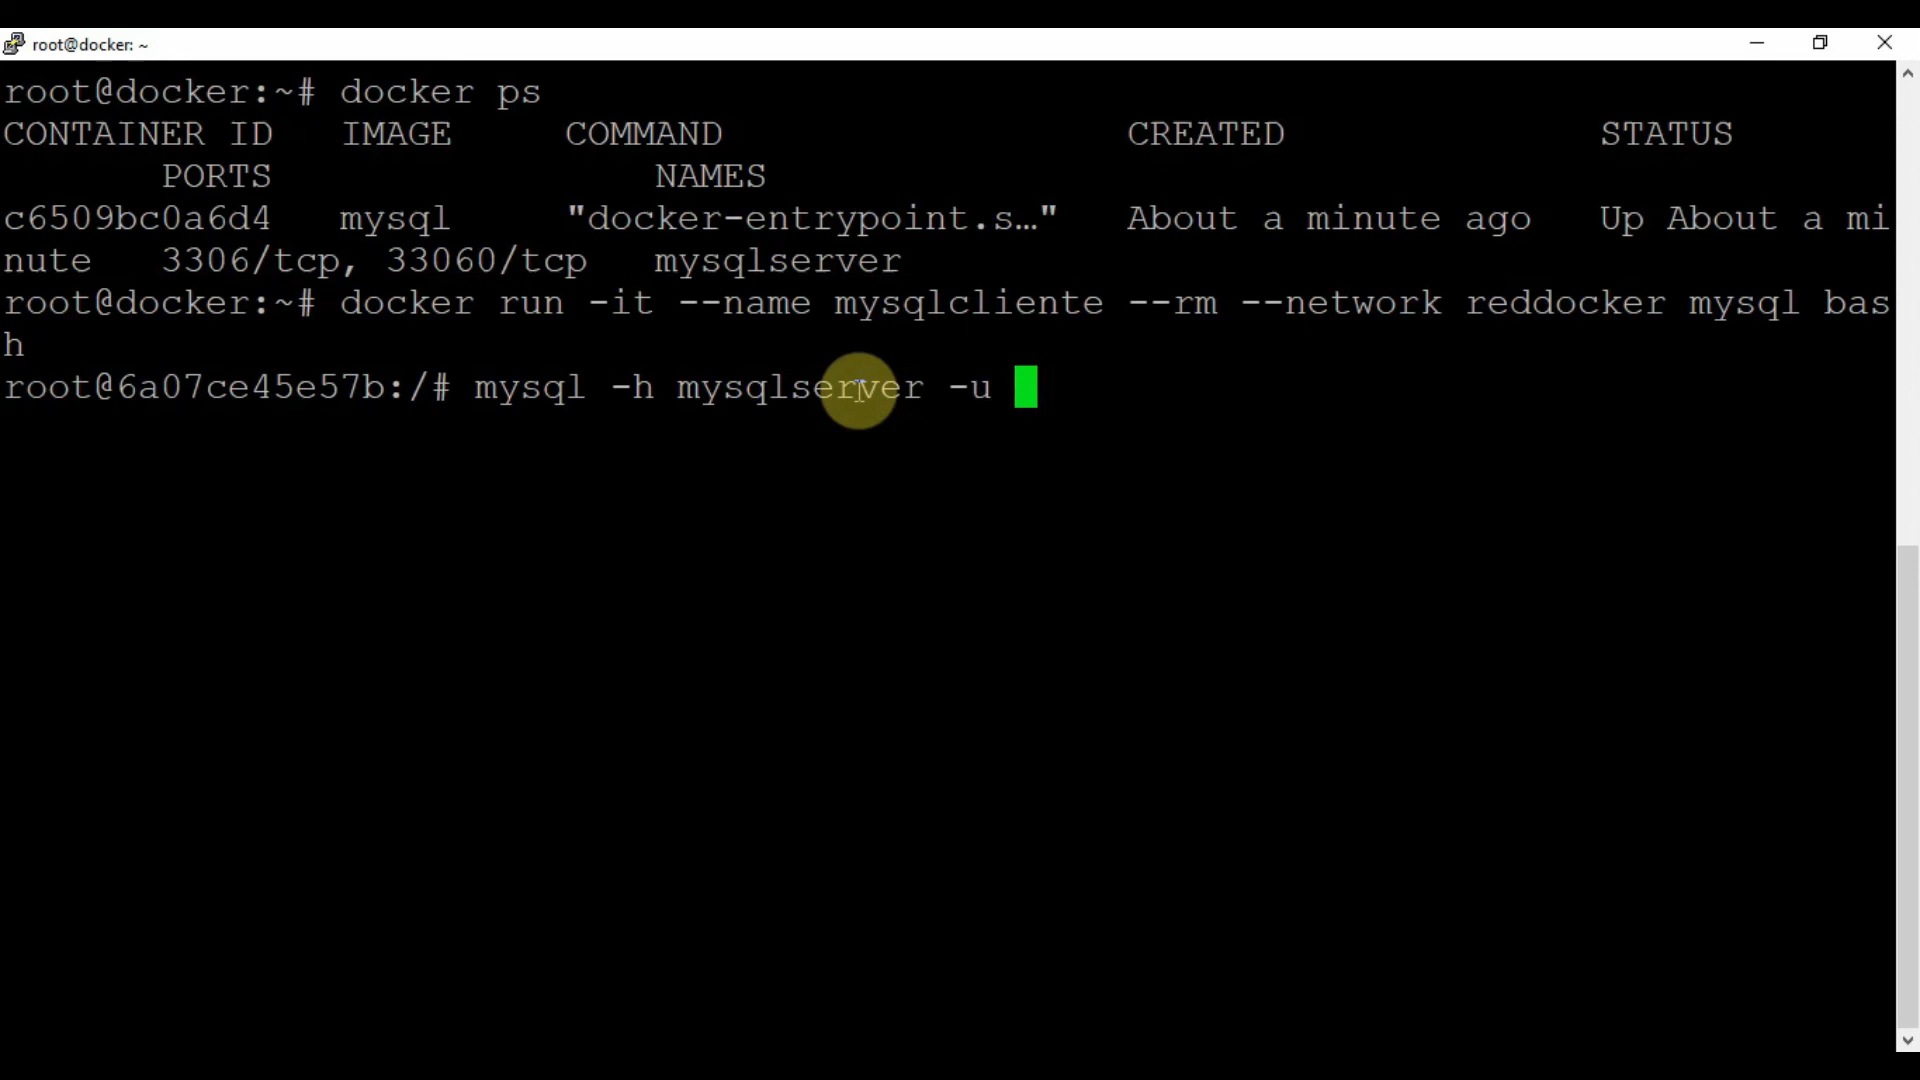 root@docker: ~
root@docker:~# docker ps
CONTAINER ID   IMAGE     COMMAND                  CREATED              STATUS
       PORTS                 NAMES
c6509bc0a6d4   mysql     "docker-entrypoint.s…"   About a minute ago   Up About a mi
nute   3306/tcp, 33060/tcp   mysqlserver
root@docker:~# docker run -it --name mysqlcliente --rm --network reddocker mysql bas
h
root@6a07ce45e57b:/# mysql -h mysqlserver -u